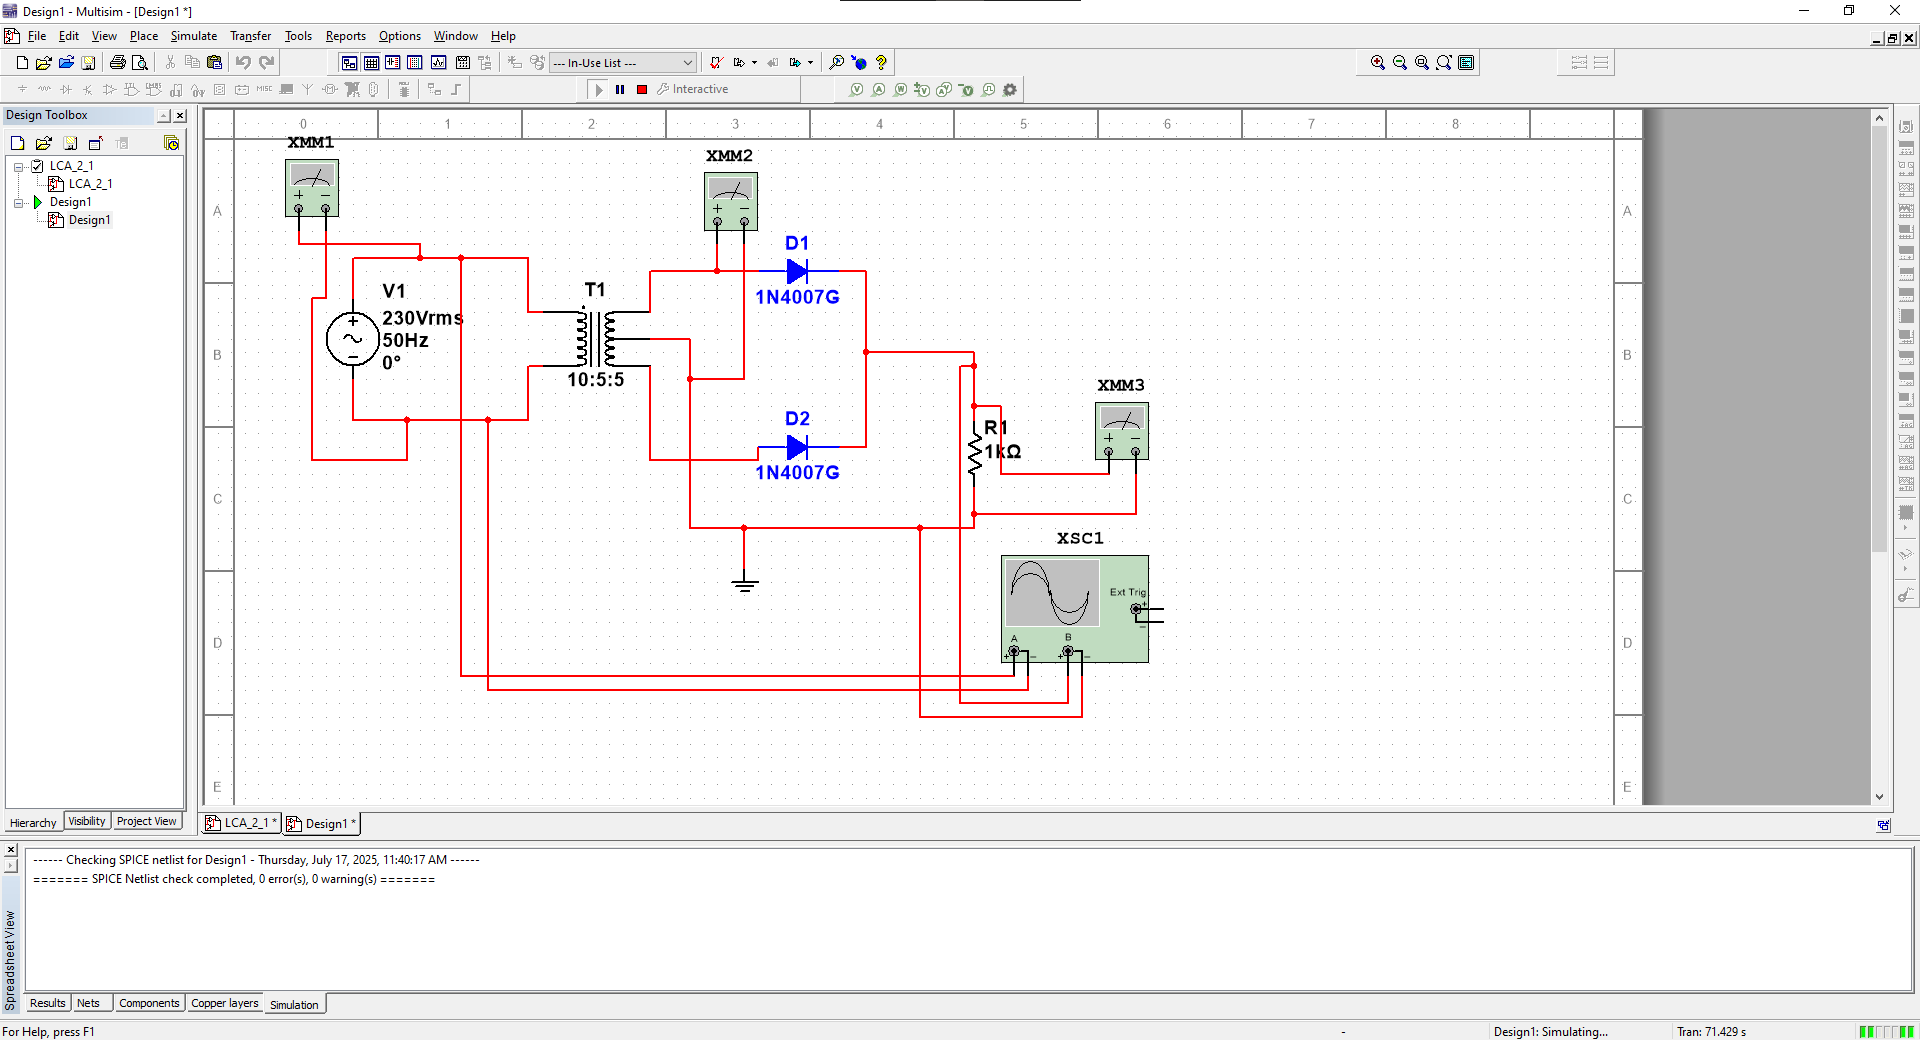 Design1 - Multisim - [Design1 *]
File Edit View Place Simulate Transfer Tools Reports Options Window Help
--- In-Use List ---
Interactive
Design Toolbox
LCA_2_1
LCA_2_1
Design1
Design1
0 1 2 3 4 5 6 7 8
A
B
C
D
E
A
B
C
D
E
XMM1
+ −
XMM2
+ −
D1
1N4007G
V1
230Vrms
50Hz
0°
T1
10:5:5
D2
1N4007G
XMM3
+ −
R1
1kΩ
XSC1
Ext Trig
+
−
A B
+ − + −
Hierarchy Visibility Project View
LCA_2_1 * Design1 *
------ Checking SPICE netlist for Design1 - Thursday, July 17, 2025, 11:40:17 AM ------
======= SPICE Netlist check completed, 0 error(s), 0 warning(s) =======
Spreadsheet View
Results Nets Components Copper layers Simulation
For Help, press F1
-
Design1: Simulating...
Tran: 71.429 s